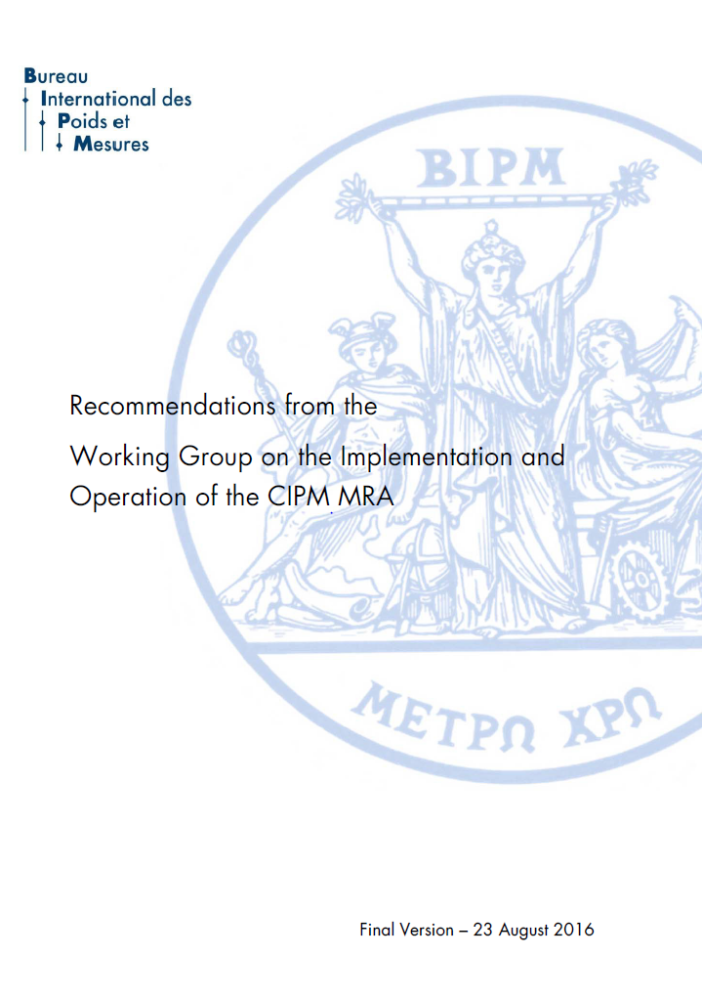 Bureau
International des
Poids et
Mesures
BIPM
Recommendations from the
Working Group on the Implementation and
Operation of the CIPM MRA
ΜΕΤΡΩ ΧΡΩ
Final Version – 23 August 2016